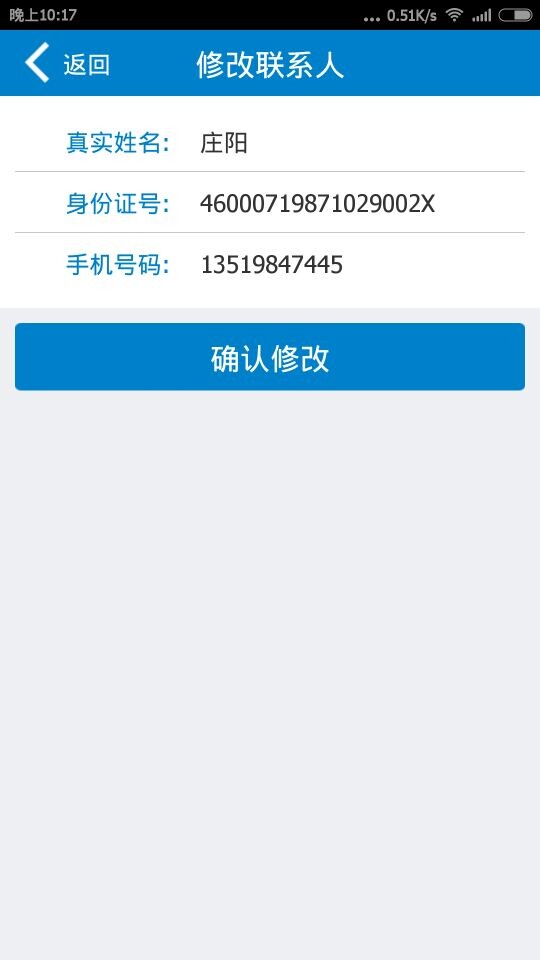 晚上10:17 ... 0.51K/s
返回 修改联系人
真实姓名: 庄阳
身份证号: 46000719871029002X
手机号码: 13519847445
确认修改